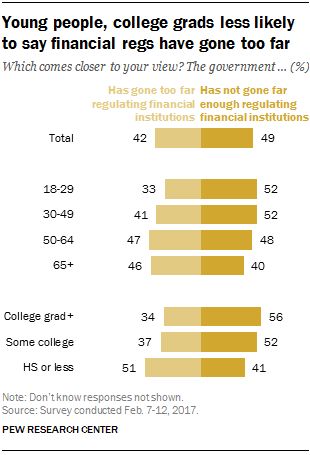 Young people, college grads less likely
to say financial regs have gone too far
Which comes closer to your view? The government ... (%)
Has gone too far regulating financial institutions
Has not gone far enough regulating financial institutions
Total 42 49
18-29 33 52
30-49 41 52
50-64 47 48
65+ 46 40
College grad+ 34 56
Some college 37 52
HS or less 51 41
Note: Don't know responses not shown.
Source: Survey conducted Feb. 7-12, 2017.
PEW RESEARCH CENTER